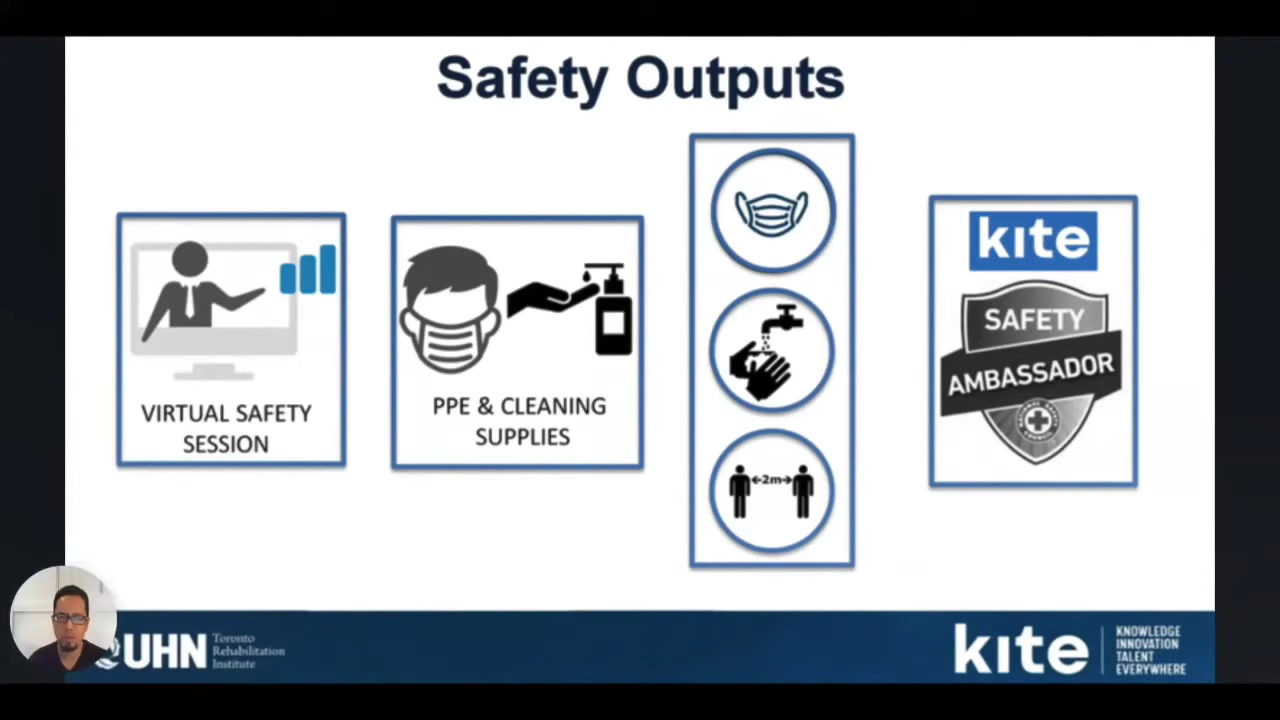 Safety Outputs
VIRTUAL SAFETY
SESSION
PPE & CLEANING
SUPPLIES
←2m→
kite
SAFETY
AMBASSADOR
UHN
Toronto
Rehabilitation
Institute
kite
KNOWLEDGE
INNOVATION
TALENT
EVERYWHERE